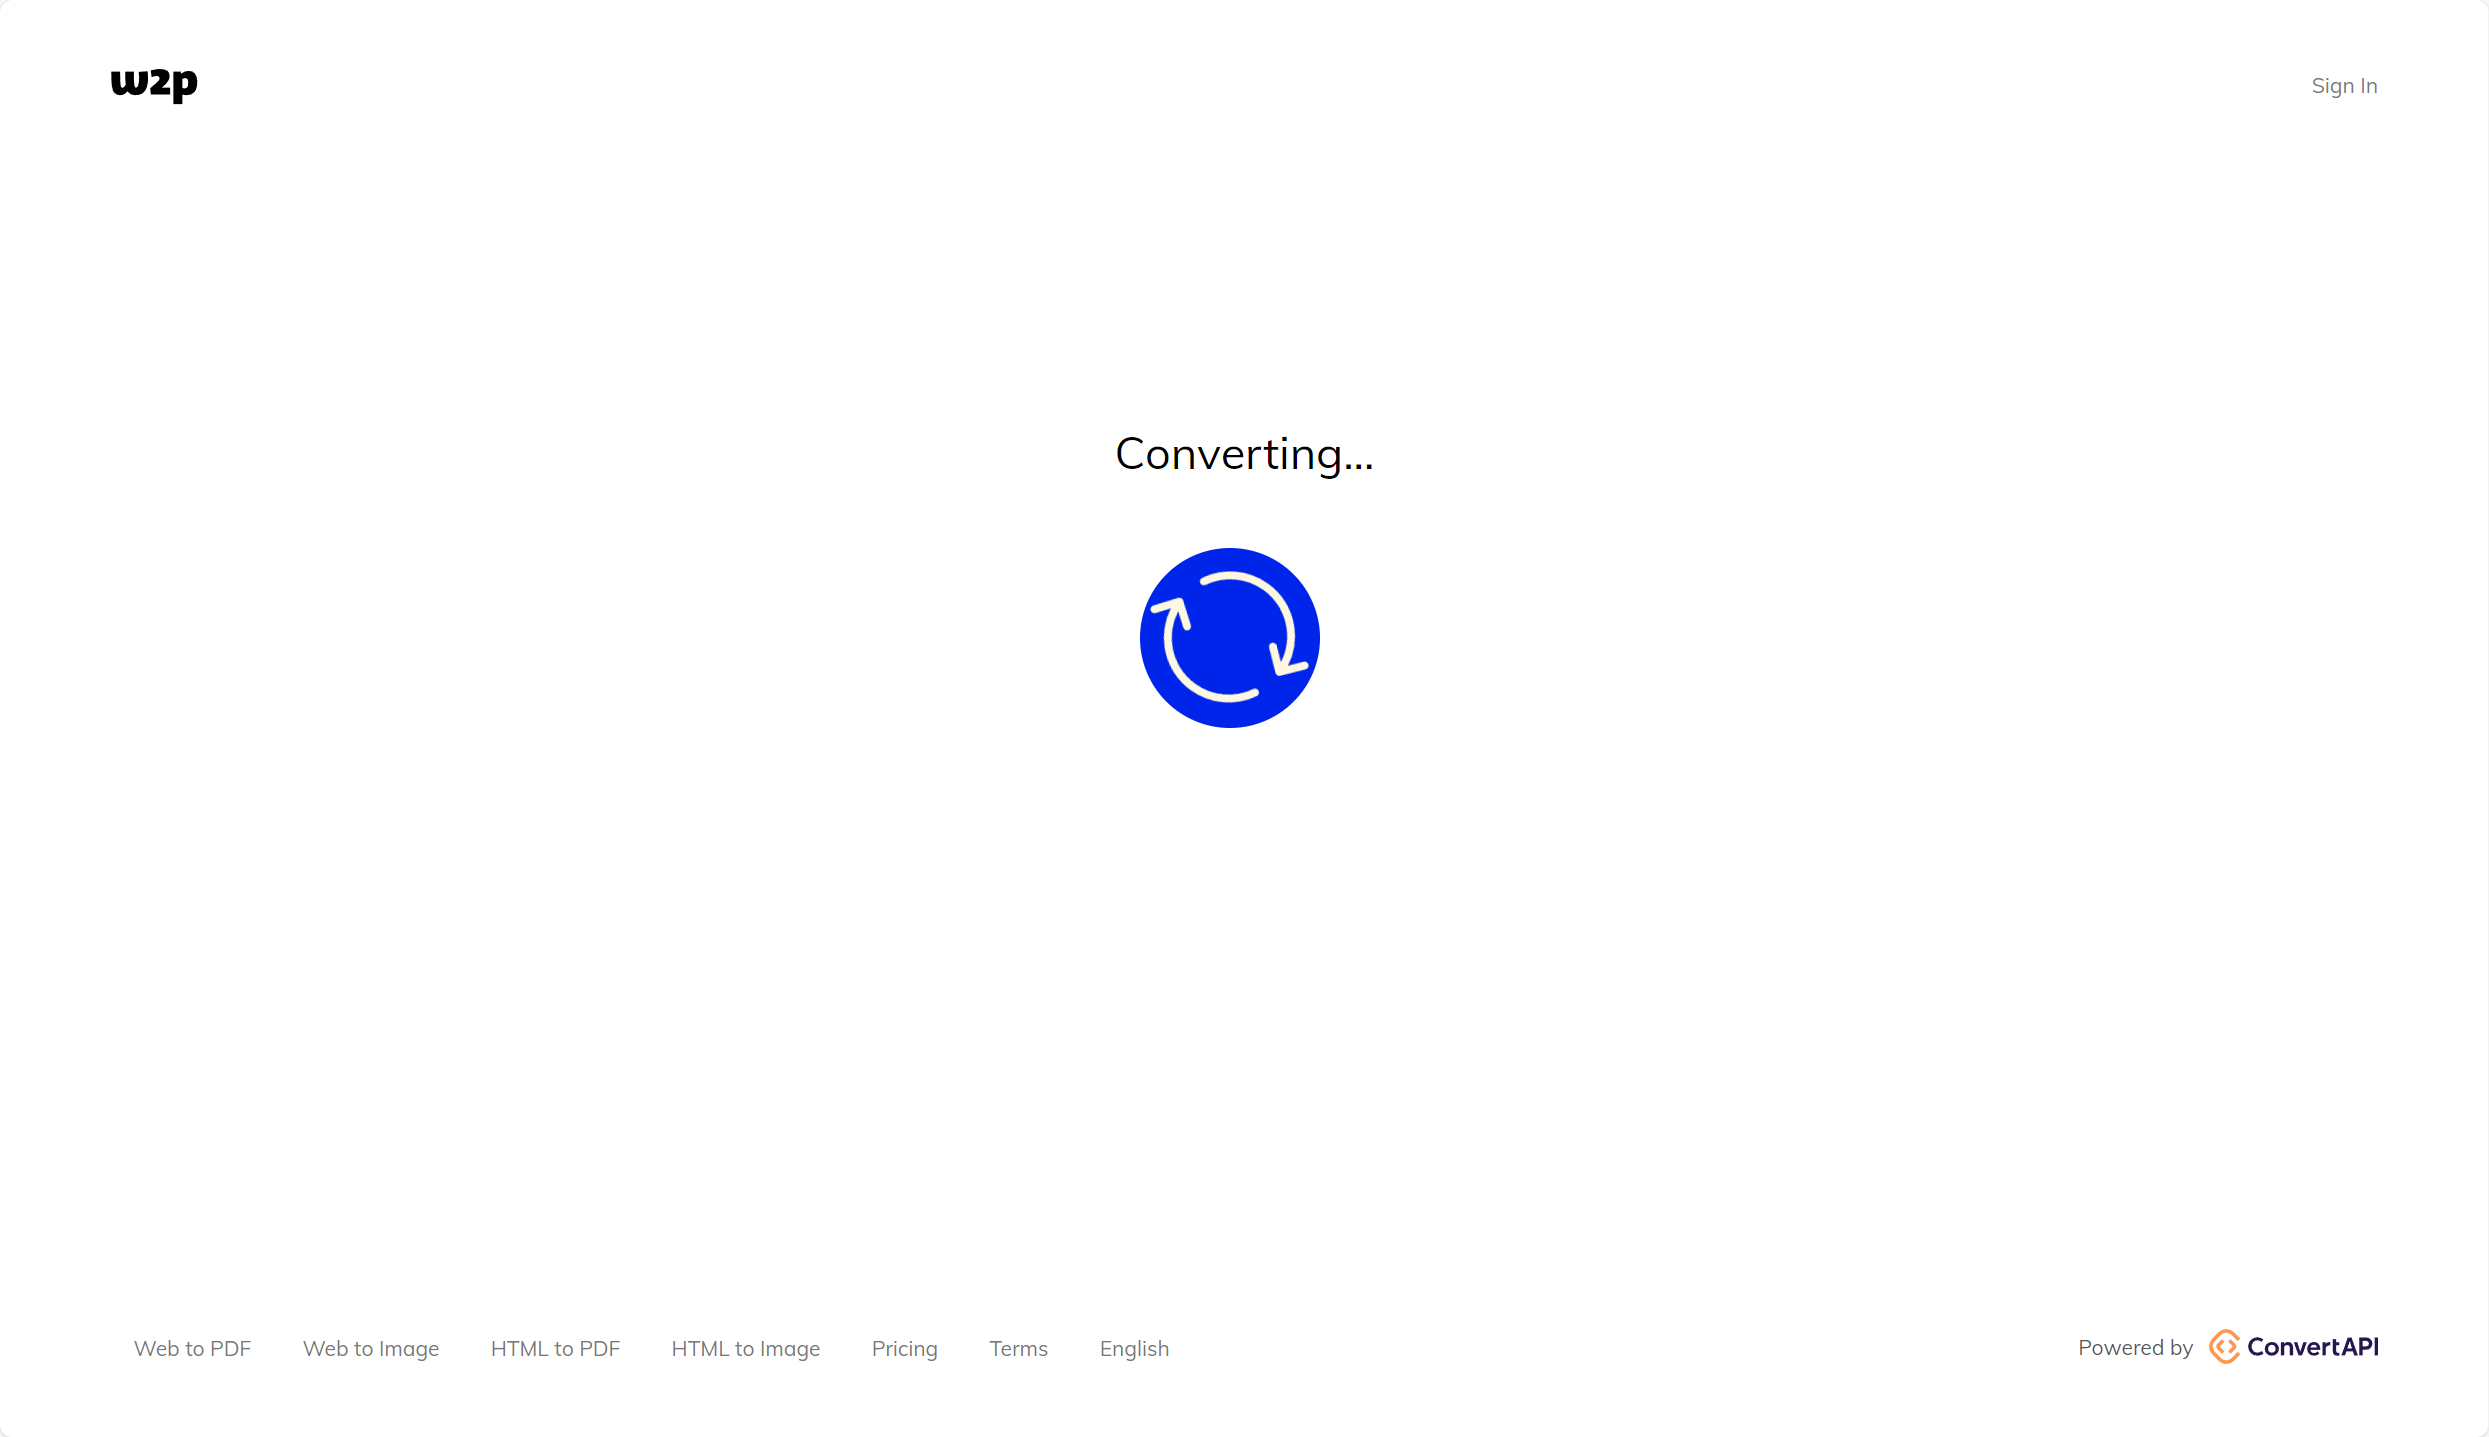 w2p
Sign In
Converting...
Web to PDF
Web to Image
HTML to PDF
HTML to Image
Pricing
Terms
English
Powered by
ConvertAPI